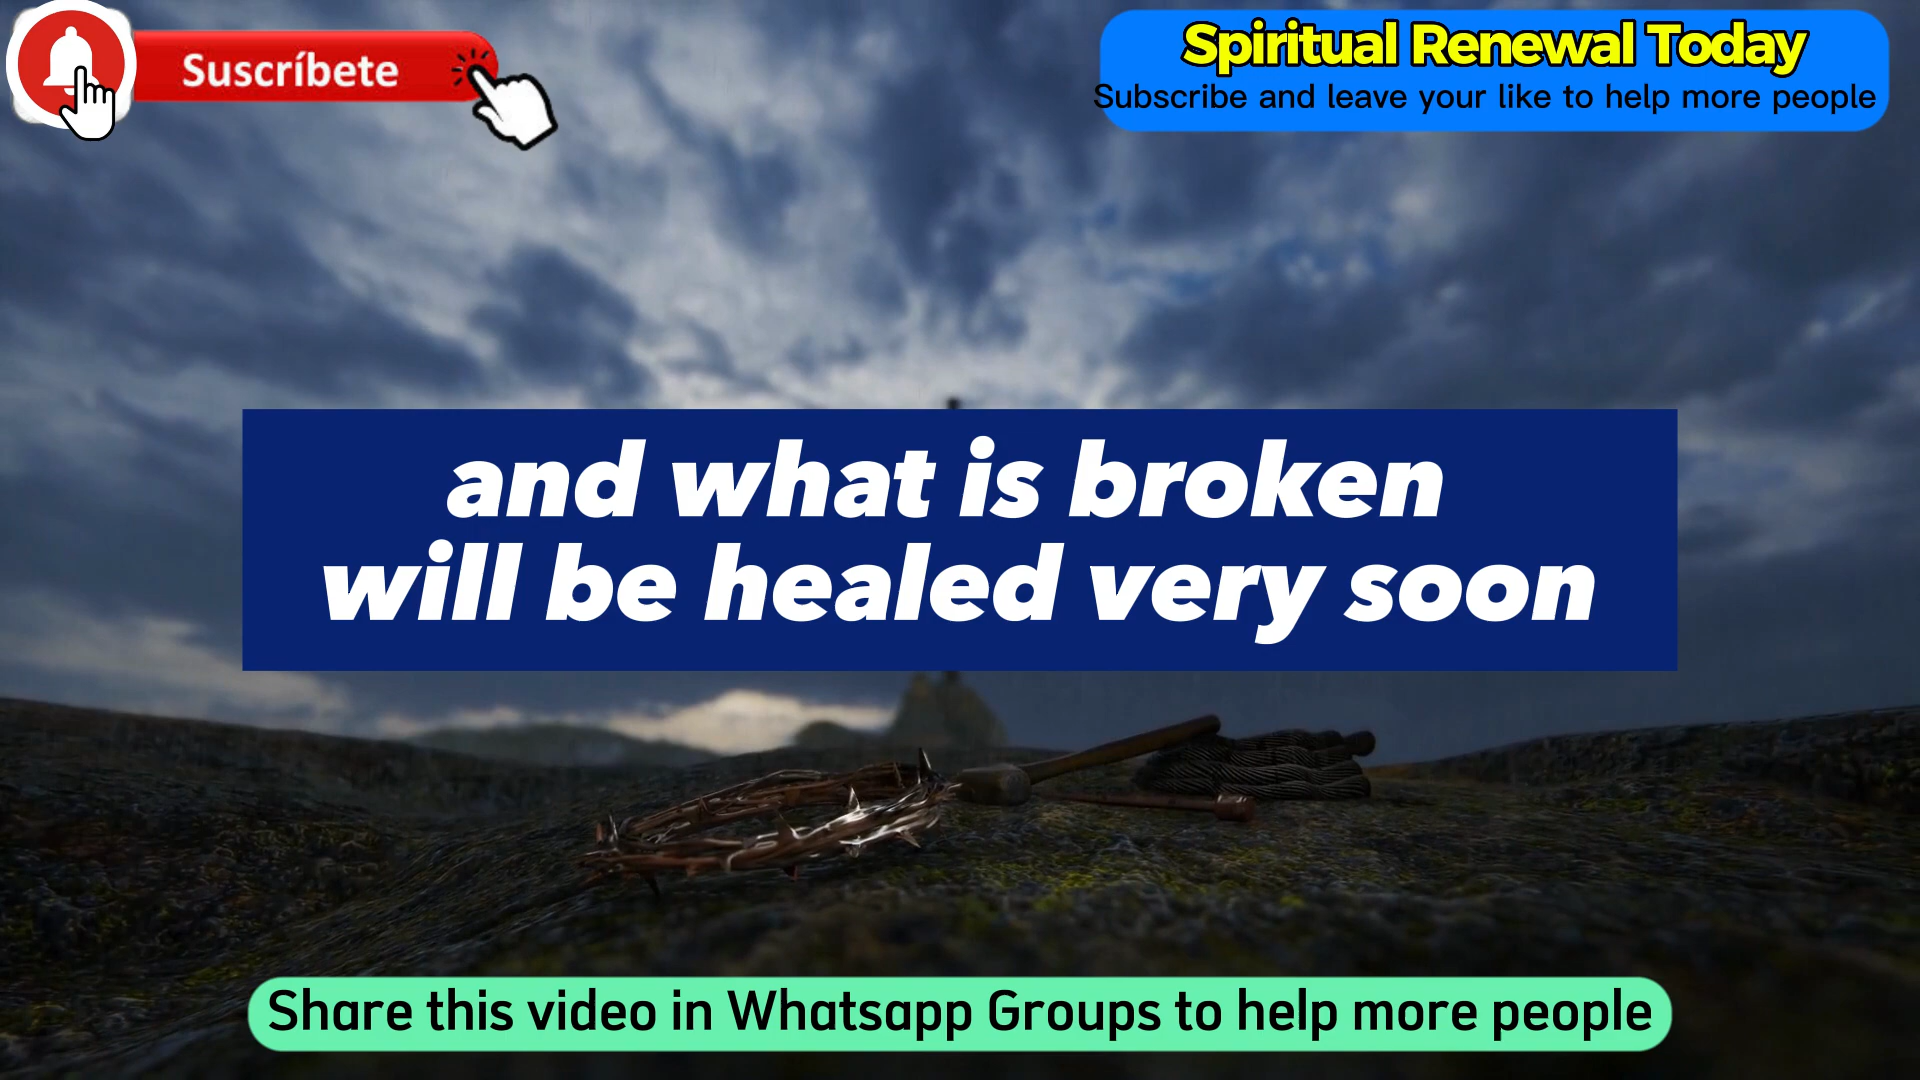 Suscríbete
Spiritual Renewal Today
Subscribe and leave your like to help more people
and what is broken
will be healed very soon
Share this video in Whatsapp Groups to help more people